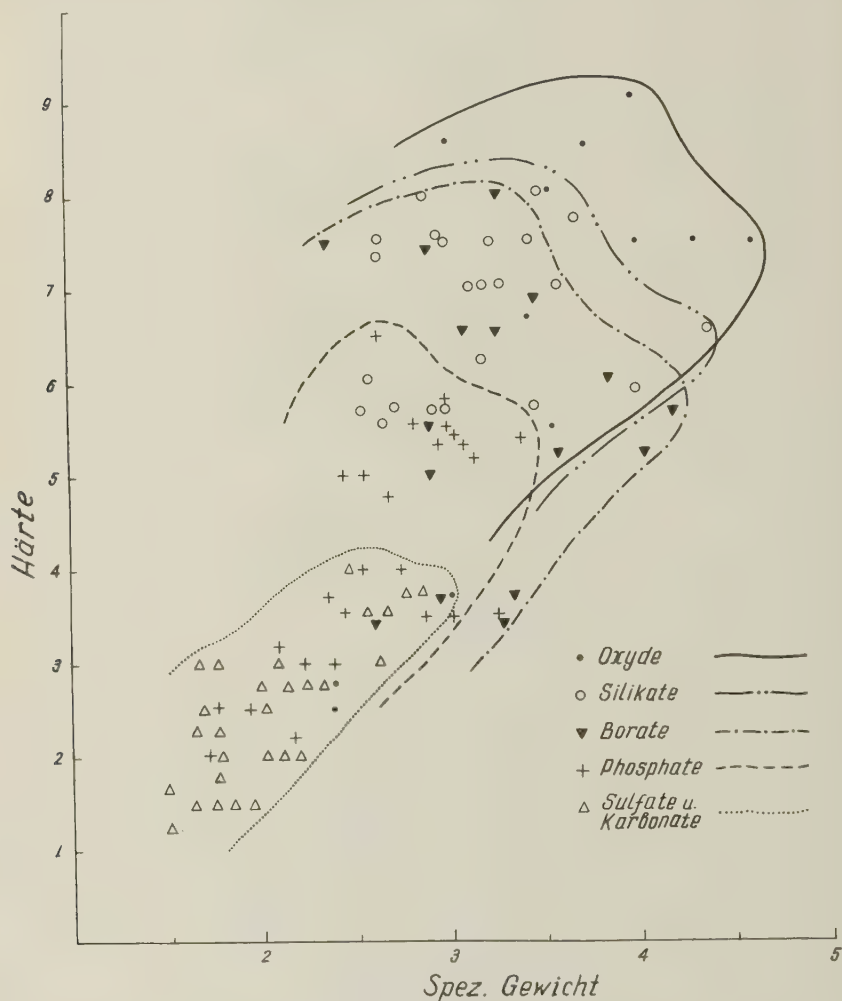 9
8
7
6
5
4
3
2
1
Härte
2 3 4 5
Spez. Gewicht
Oxyde
Silikate
Borate
Phosphate
Sulfate u.
Karbonate